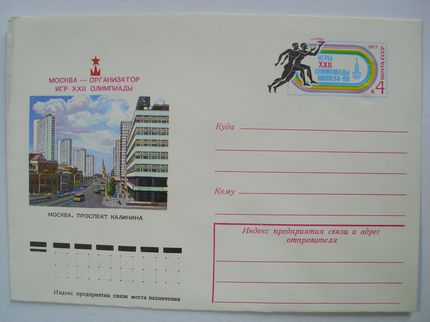 МОСКВА — ОРГАНИЗАТОР
ИГР XXII ОЛИМПИАДЫ
МОСКВА. ПРОСПЕКТ КАЛИНИНА
Индекс предприятия связи места назначения
ИГРЫ
XXII
ОЛИМПИАДЫ
МОСКВА-80
1977
ПОЧТА СССР
К 4
Куда
Кому
Индекс предприятия связи и адрес
отправителя